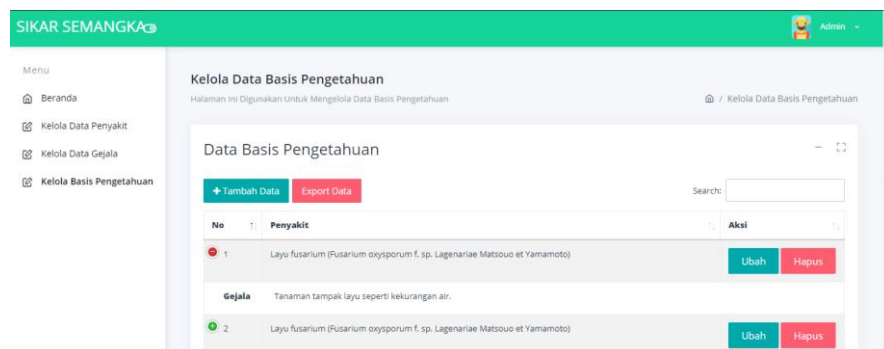 SIKAR SEMANGKA
Admin
Menu
Beranda
Kelola Data Penyakit
Kelola Data Gejala
Kelola Basis Pengetahuan
Kelola Data Basis Pengetahuan
Halaman Ini Digunakan Untuk Mengelola Data Basis Pengetahuan
/ Kelola Data Basis Pengetahuan
Data Basis Pengetahuan
+ Tambah Data Export Data Search:
No Penyakit Aksi
1 Layu fusarium (Fusarium oxysporum f. sp. Lagenariae Matsouo et Yamamoto) Ubah Hapus
Gejala Tanaman tampak layu seperti kekurangan air.
2 Layu fusarium (Fusarium oxysporum f. sp. Lagenariae Matsouo et Yamamoto) Ubah Hapus